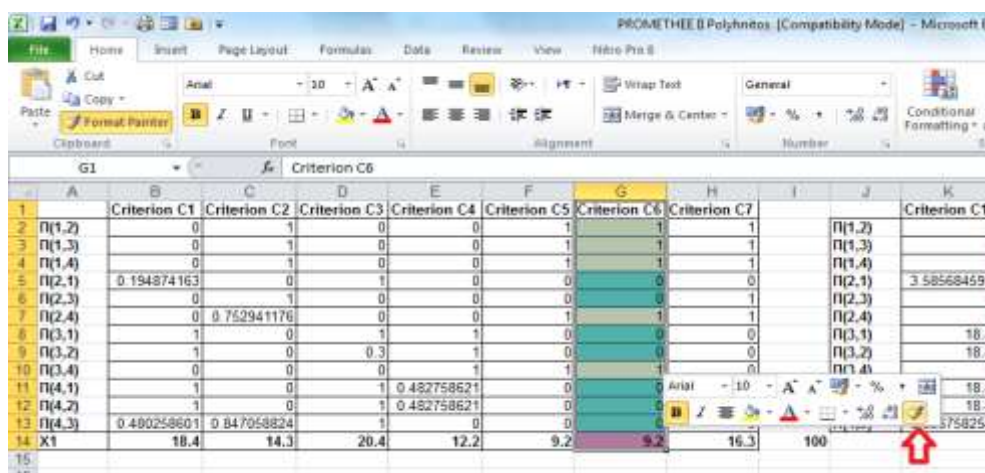 PROMETHEE II Polyhnitos [Compatibility Mode] - Microsoft E
File Home Insert Page Layout Formulas Data Review View Nitro Pro 8
Cut
Copy
Format Painter
Paste
Clipboard
Arial 10
B I U
Font
Wrap Text
Merge & Center
Alignment
General
Number
Conditional
Formatting
G1 fx Criterion C6
A B C D E F G H I J K
1 Criterion C1 Criterion C2 Criterion C3 Criterion C4 Criterion C5 Criterion C6 Criterion C7 Criterion C1
2 Π(1,2) 0 1 0 0 1 1 1 Π(1,2)
3 Π(1,3) 0 1 0 0 1 1 1 Π(1,3)
4 Π(1,4) 0 1 0 0 1 1 1 Π(1,4)
5 Π(2,1) 0.194874163 0 1 0 0 0 0 Π(2,1) 3.58568459
6 Π(2,3) 0 1 0 0 0 0 1 Π(2,3)
7 Π(2,4) 0 0.752941176 0 0 1 1 1 Π(2,4)
8 Π(3,1) 1 0 1 1 0 0 0 Π(3,1) 18.
9 Π(3,2) 1 0 0.3 1 0 0 0 Π(3,2) 18.
10 Π(3,4) 0 0 0 1 1 1 0 Π(3,4)
11 Π(4,1) 1 0 1 0.482758621 0 0 Arial 10 A A % 18.
12 Π(4,2) 1 0 1 0.482758621 0 0 B I A 18.
13 Π(4,3) 0.480258601 0.847058824 1 0 0 0
14 X1 18.4 14.3 20.4 12.2 9.2 9.2 16.3 100
15